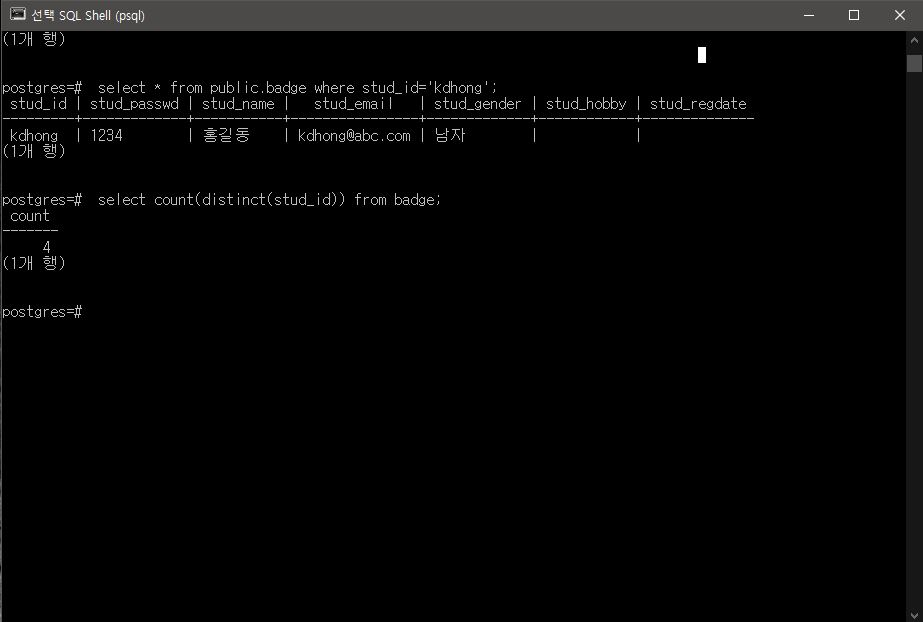 선택 SQL Shell (psql)
(1개 행)
postgres=#  select * from public.badge where stud_id='kdhong';
 stud_id | stud_passwd | stud_name |   stud_email   | stud_gender | stud_hobby | stud_regdate
---------+-------------+-----------+----------------+-------------+------------+--------------
 kdhong  | 1234        | 홍길동    | kdhong@abc.com | 남자        |            |
(1개 행)
postgres=#  select count(distinct(stud_id)) from badge;
 count
-------
     4
(1개 행)
postgres=#